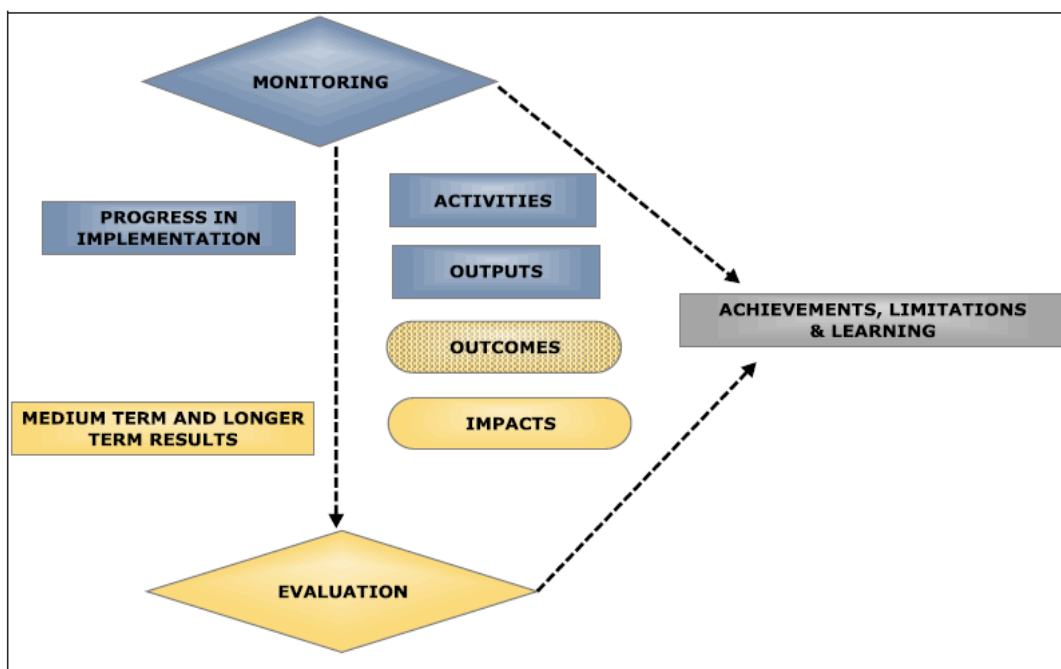 MONITORING
ACTIVITIES
PROGRESS IN
IMPLEMENTATION
OUTPUTS
ACHIEVEMENTS, LIMITATIONS
& LEARNING
OUTCOMES
MEDIUM TERM AND LONGER
TERM RESULTS
IMPACTS
EVALUATION